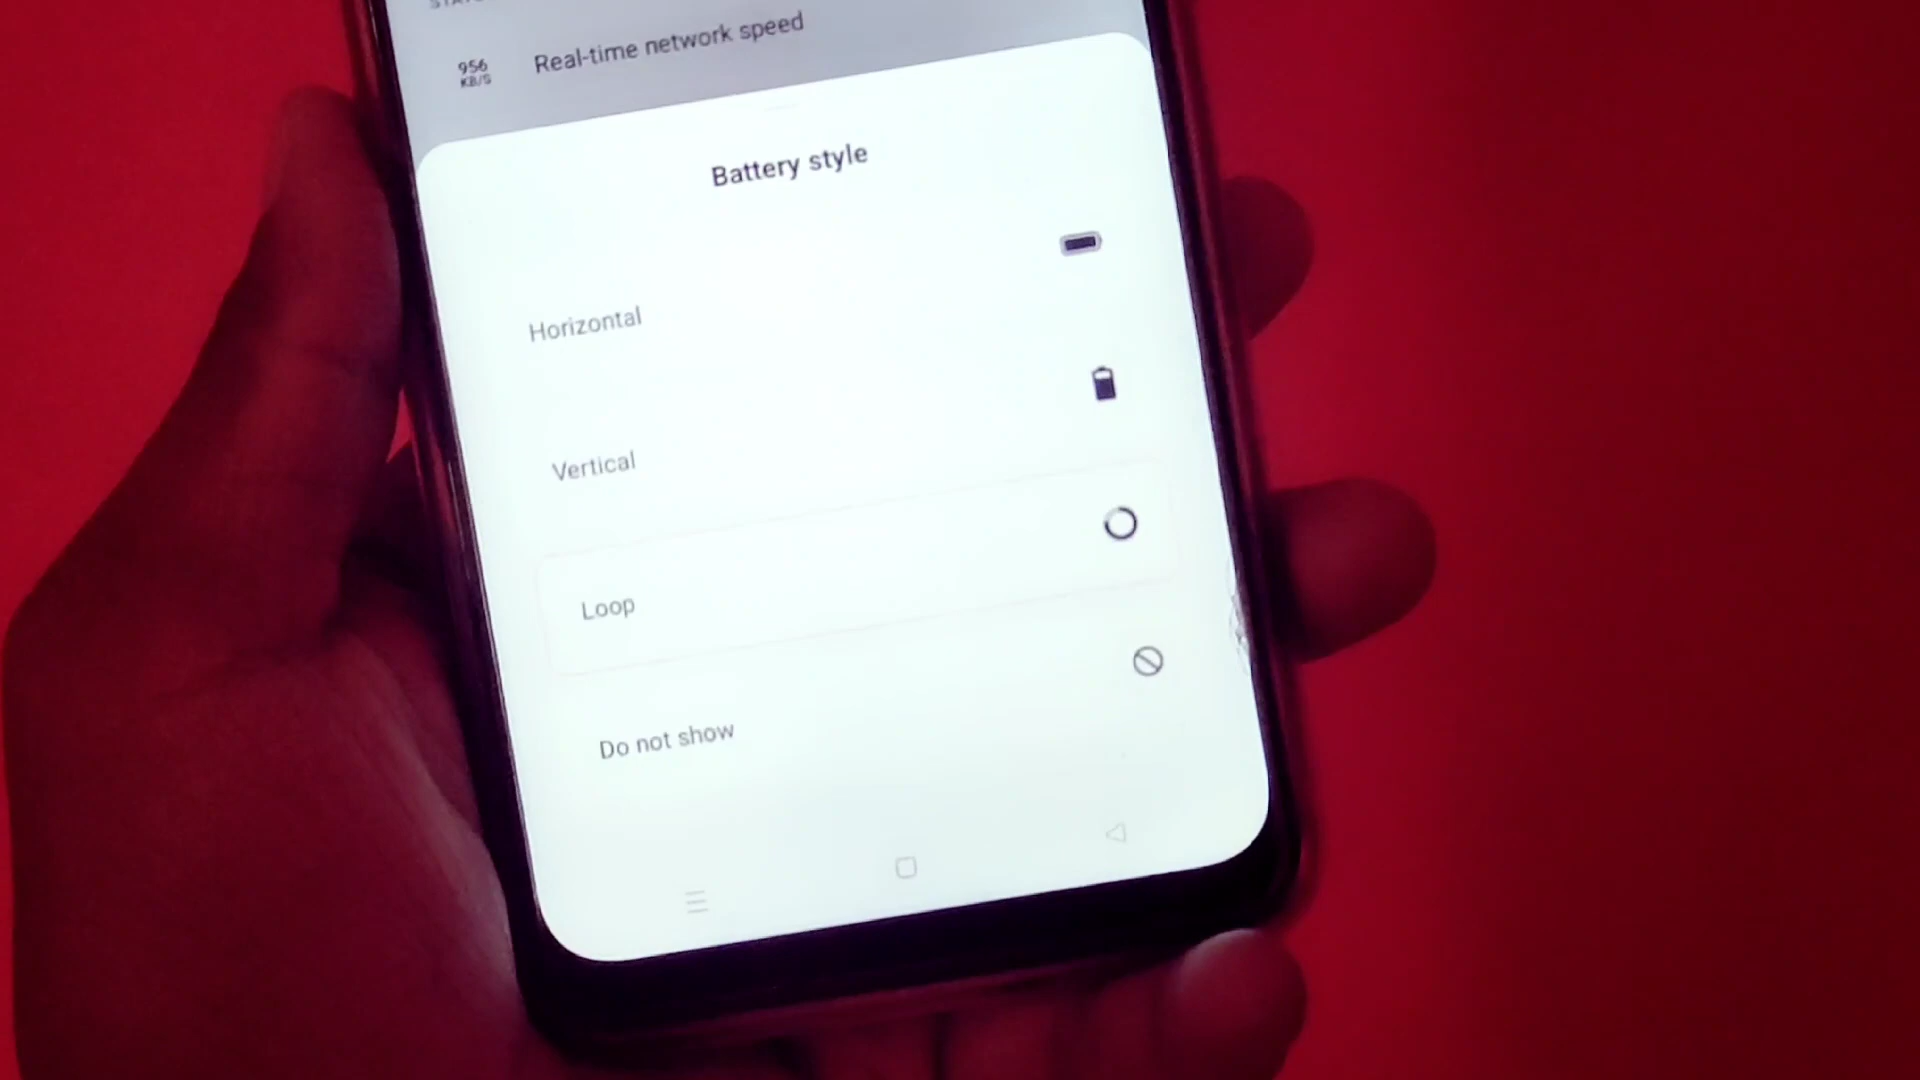 956
KB/S
Real-time network speed
Battery style
Horizontal
Vertical
Loop
Do not show